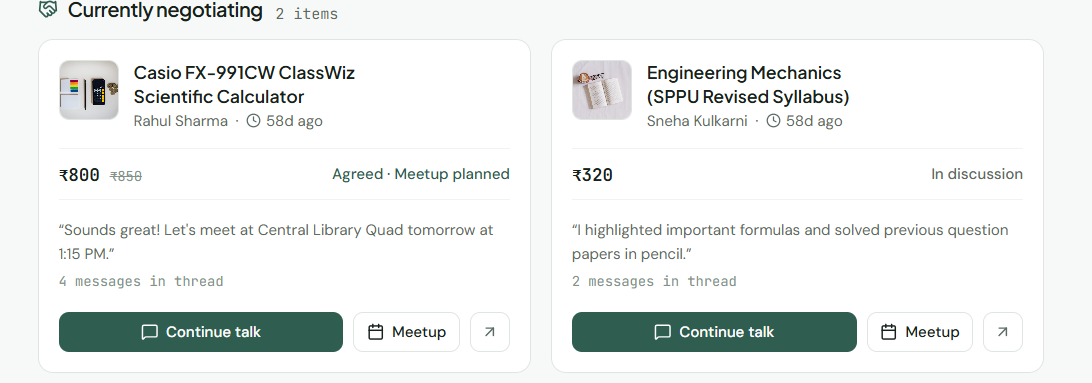 Currently negotiating 2 items
Casio FX-991CW ClassWiz
Scientific Calculator
Rahul Sharma · 58d ago
₹800 ₹850 Agreed · Meetup planned
“Sounds great! Let's meet at Central Library Quad tomorrow at
1:15 PM.”
4 messages in thread
Continue talk Meetup
Engineering Mechanics
(SPPU Revised Syllabus)
Sneha Kulkarni · 58d ago
₹320 In discussion
“I highlighted important formulas and solved previous question
papers in pencil.”
2 messages in thread
Continue talk Meetup